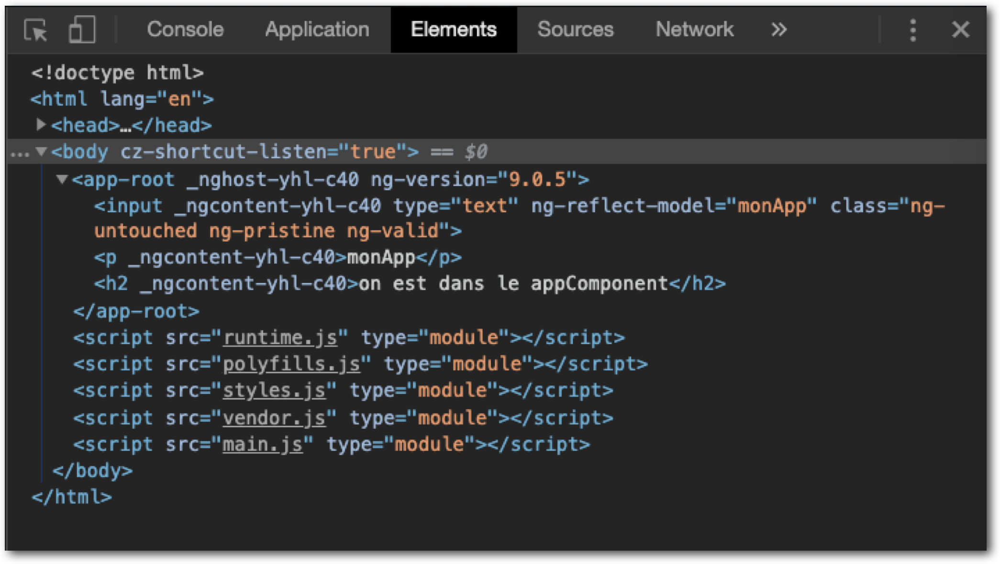 Console Application Elements Sources Network »
<!doctype html>
<html lang="en">
<head>…</head>
... <body cz-shortcut-listen="true"> == $0
<app-root _nghost-yhl-c40 ng-version="9.0.5">
<input _ngcontent-yhl-c40 type="text" ng-reflect-model="monApp" class="ng-
untouched ng-pristine ng-valid">
<p _ngcontent-yhl-c40>monApp</p>
<h2 _ngcontent-yhl-c40>on est dans le appComponent</h2>
</app-root>
<script src="runtime.js" type="module"></script>
<script src="polyfills.js" type="module"></script>
<script src="styles.js" type="module"></script>
<script src="vendor.js" type="module"></script>
<script src="main.js" type="module"></script>
</body>
</html>